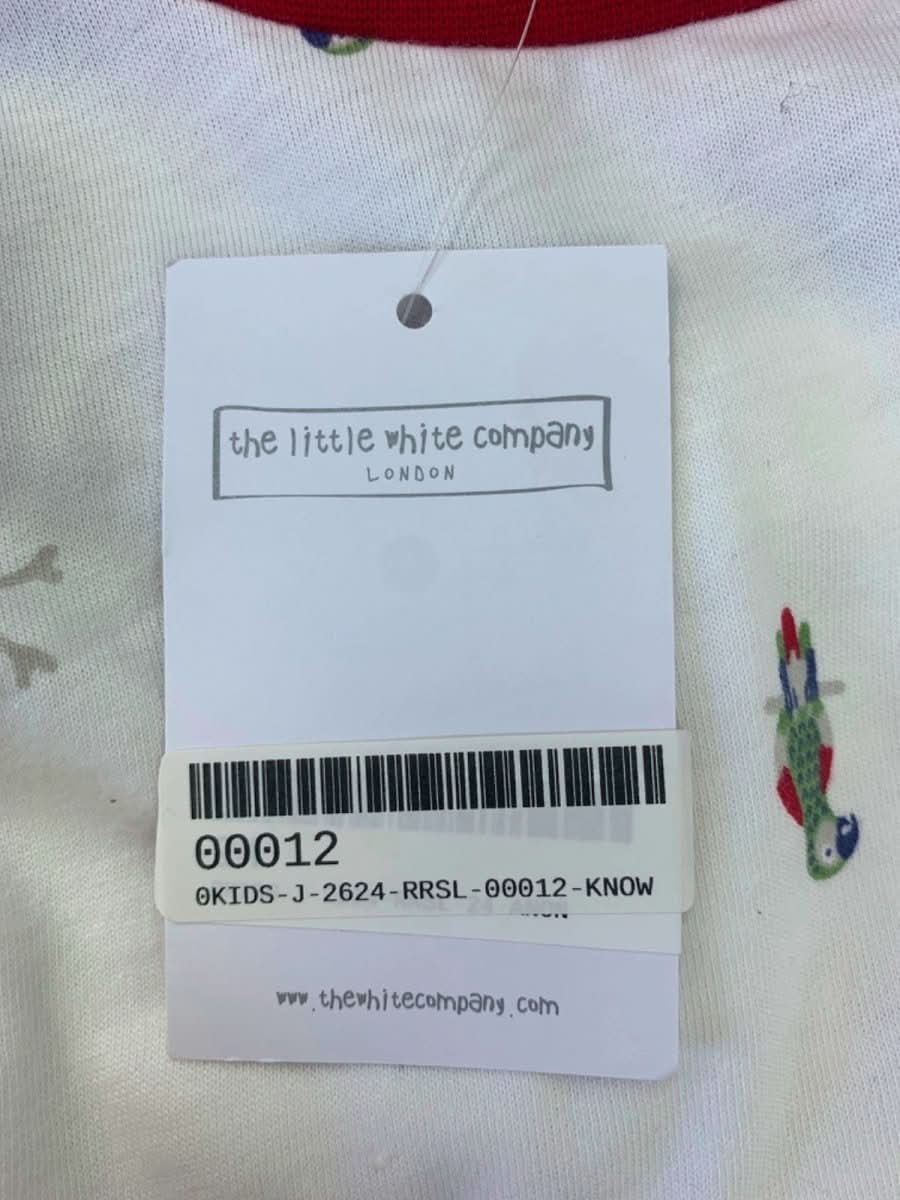 the little white company
LONDON
00012
0KIDS-J-2624-RRSL-00012-KNOW
www.thewhitecompany.com